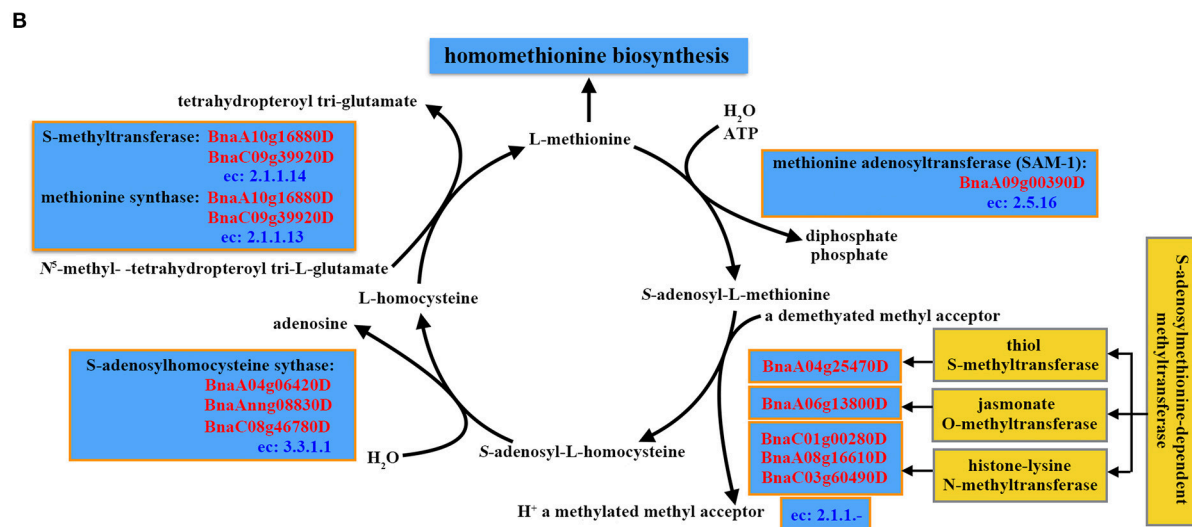 B
homomethionine biosynthesis
tetrahydropteroyl tri-glutamate
S-methyltransferase: BnaA10g16880D
BnaC09g39920D
ec: 2.1.1.14
methionine synthase: BnaA10g16880D
BnaC09g39920D
ec: 2.1.1.13
N⁵-methyl- -tetrahydropteroyl tri-L-glutamate
L-methionine
H₂O
ATP
methionine adenosyltransferase (SAM-1):
BnaA09g00390D
ec: 2.5.16
diphosphate
phosphate
L-homocysteine
S-adenosyl-L-methionine
adenosine
a demethyated methyl acceptor
S-adenosylhomocysteine sythase:
BnaA04g06420D
BnaAnng08830D
BnaC08g46780D
ec: 3.3.1.1
H₂O
S-adenosyl-L-homocysteine
H⁺ a methylated methyl acceptor
BnaA04g25470D
BnaA06g13800D
BnaC01g00280D
BnaA08g16610D
BnaC03g60490D
ec: 2.1.1.-
thiol
S-methyltransferase
jasmonate
O-methyltransferase
histone-lysine
N-methyltransferase
S-adenosylmethionine-dependent
methyltransferase